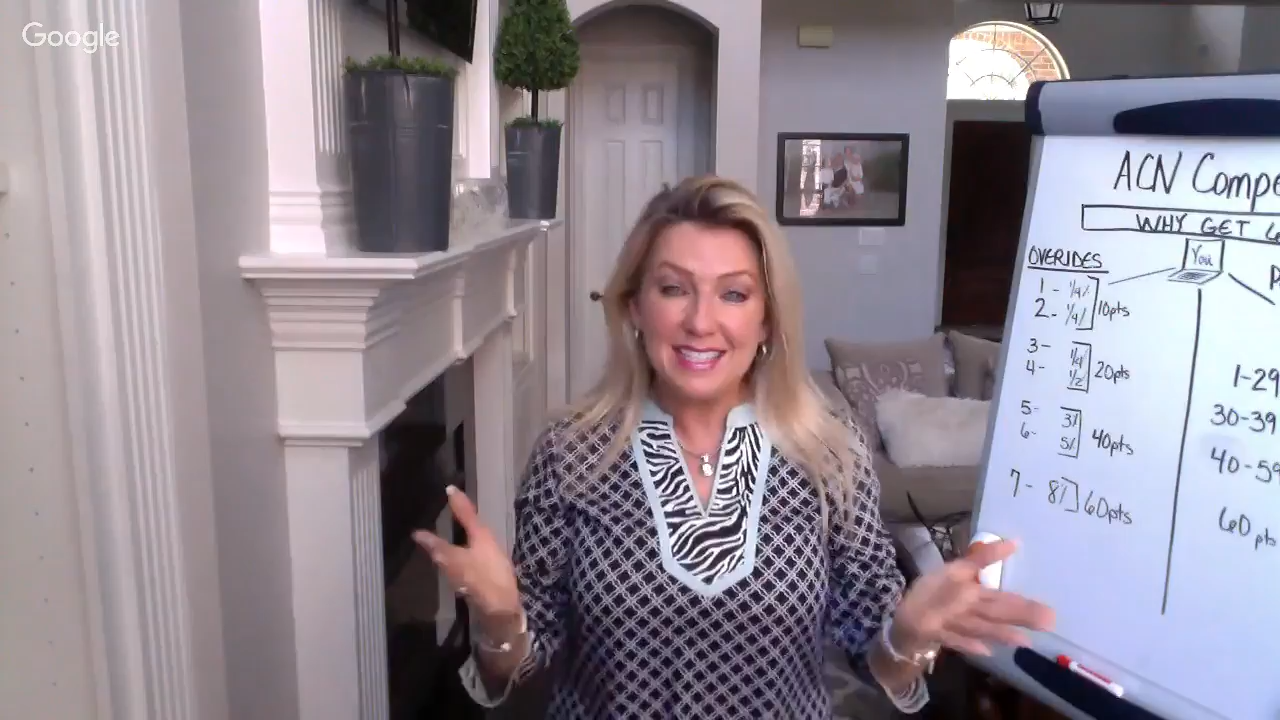 Google
ACN Compe
WHY GET 6
You
OVERIDES
1 - 1/4%
2 - 1/4%
10pts
3 - 1/4%
4 - 1/2%
20pts
5 - 3%
6 - 5%
40pts
7 - 8%
60pts
1-29
30-39
40-59
60 pts